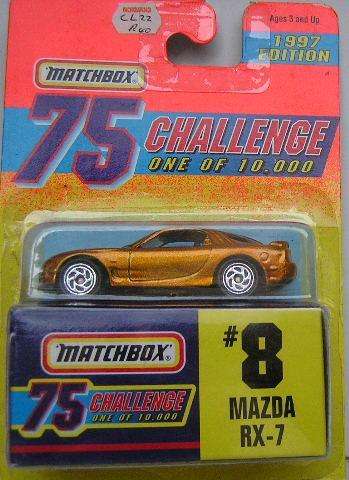 CL22
R40
Ages 3 and Up
1997
EDITION
MATCHBOX
75
CHALLENGE
ONE OF 10,000
MATCHBOX®
75
CHALLENGE
ONE OF 10,000
#8
MAZDA
RX-7